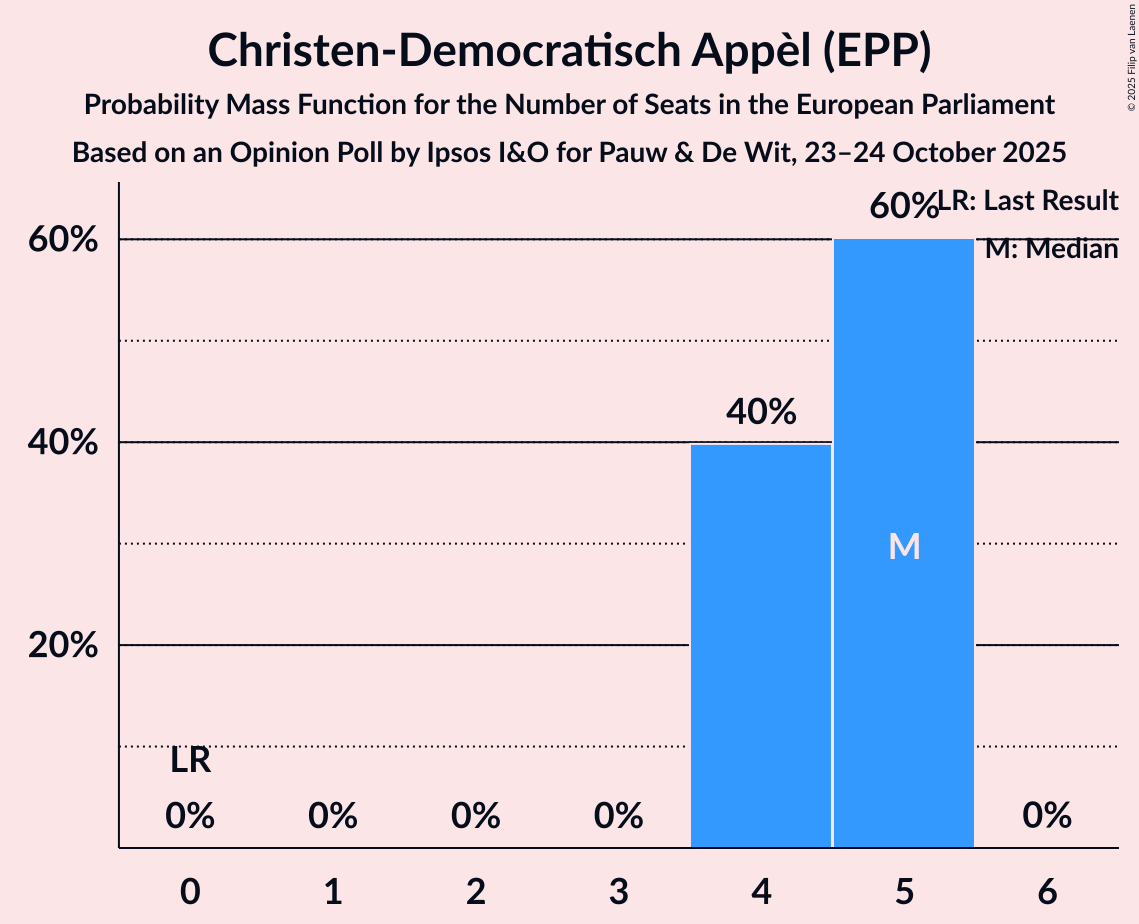 Christen-Democratisch Appèl (EPP)
Probability Mass Function for the Number of Seats in the European Parliament
Based on an Opinion Poll by Ipsos I&O for Pauw & De Wit, 23–24 October 2025
© 2025 Filip van Laenen
LR: Last Result
M: Median
60%
60%
40%
40%
M
20%
LR
0% 0% 0% 0% 0%
0 1 2 3 4 5 6